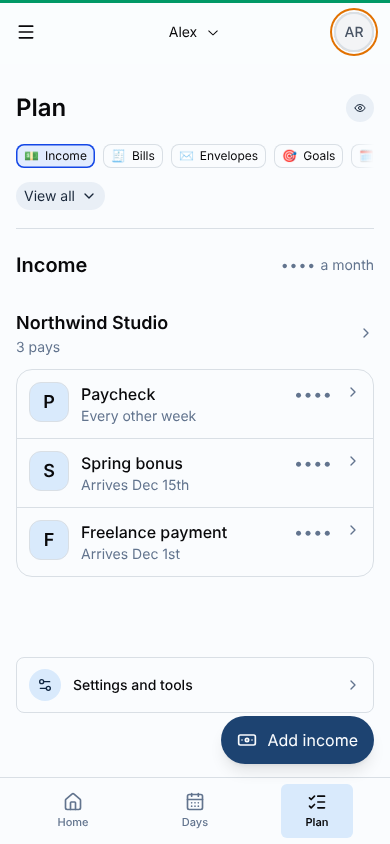 Alex
AR
Plan
Income
Bills
Envelopes
Goals
View all
Income
•••• a month
Northwind Studio
3 pays
P
Paycheck
••••
Every other week
S
Spring bonus
••••
Arrives Dec 15th
F
Freelance payment
••••
Arrives Dec 1st
Settings and tools
Add income
Home
Days
Plan